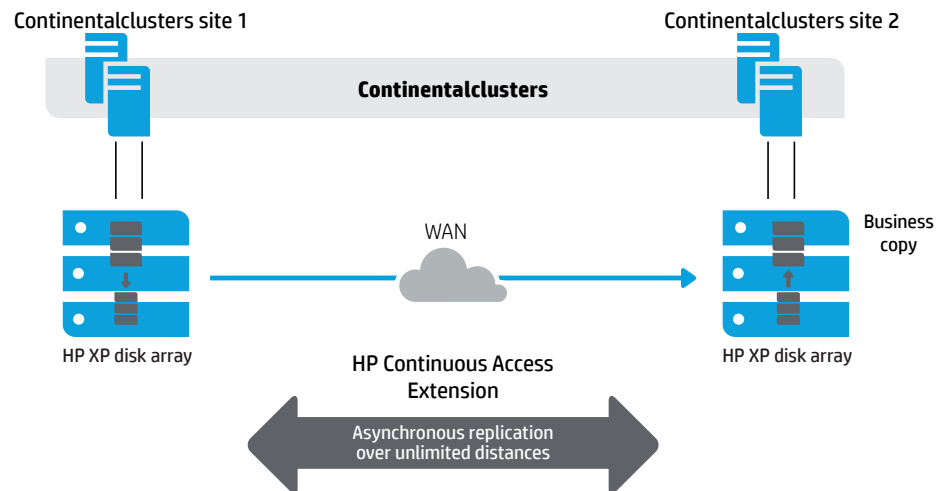 Continentalclusters site 1
Continentalclusters site 2
Continentalclusters
WAN
Business
copy
HP XP disk array
HP XP disk array
HP Continuous Access
Extension
Asynchronous replication
over unlimited distances